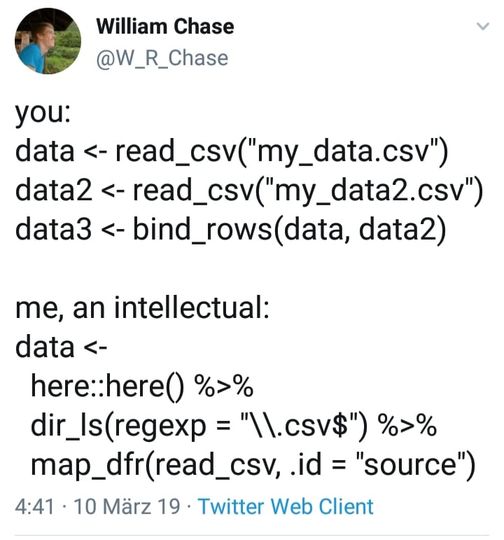 William Chase
@W_R_Chase
you:
data <- read_csv("my_data.csv")
data2 <- read_csv("my_data2.csv")
data3 <- bind_rows(data, data2)
me, an intellectual:
data <-
here::here() %>%
dir_ls(regexp = "\\.csv$") %>%
map_dfr(read_csv, .id = "source")
4:41 · 10 März 19 · Twitter Web Client